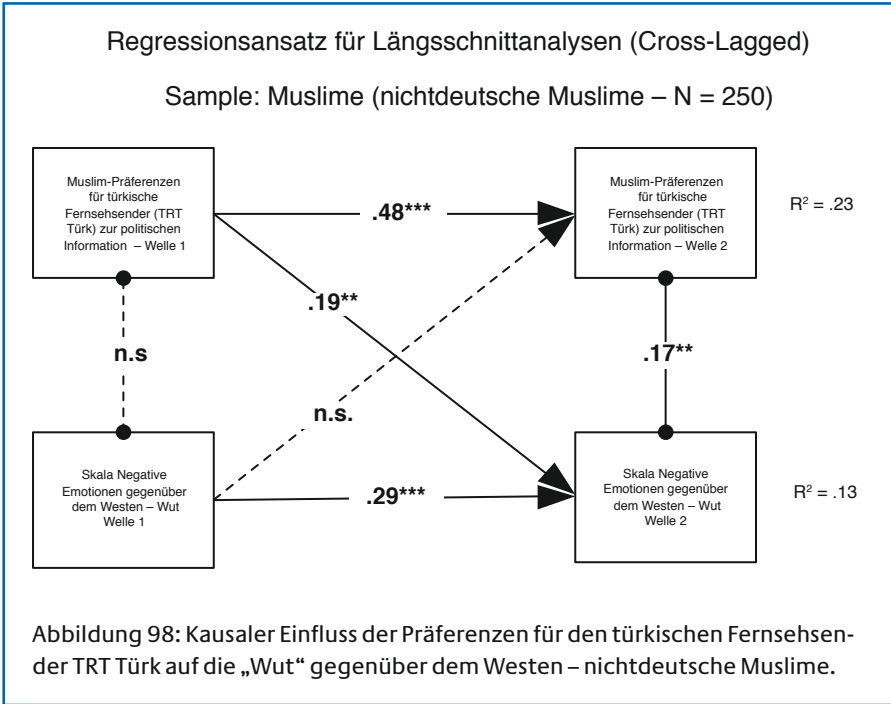 Regressionsansatz für Längsschnittanalysen (Cross-Lagged)
Sample: Muslime (nichtdeutsche Muslime – N = 250)
Muslim-Präferenzen
für türkische
Fernsehsender (TRT
Türk) zur politischen
Information – Welle 1
.48***
Muslim-Präferenzen
für türkische
Fernsehsender (TRT
Türk) zur politischen
Information – Welle 2
R² = .23
.19**
n.s
.17**
n.s.
Skala Negative
Emotionen gegenüber
dem Westen – Wut
Welle 1
.29***
Skala Negative
Emotionen gegenüber
dem Westen – Wut
Welle 2
R² = .13
Abbildung 98: Kausaler Einfluss der Präferenzen für den türkischen Fernsehsen-
der TRT Türk auf die „Wut“ gegenüber dem Westen – nichtdeutsche Muslime.